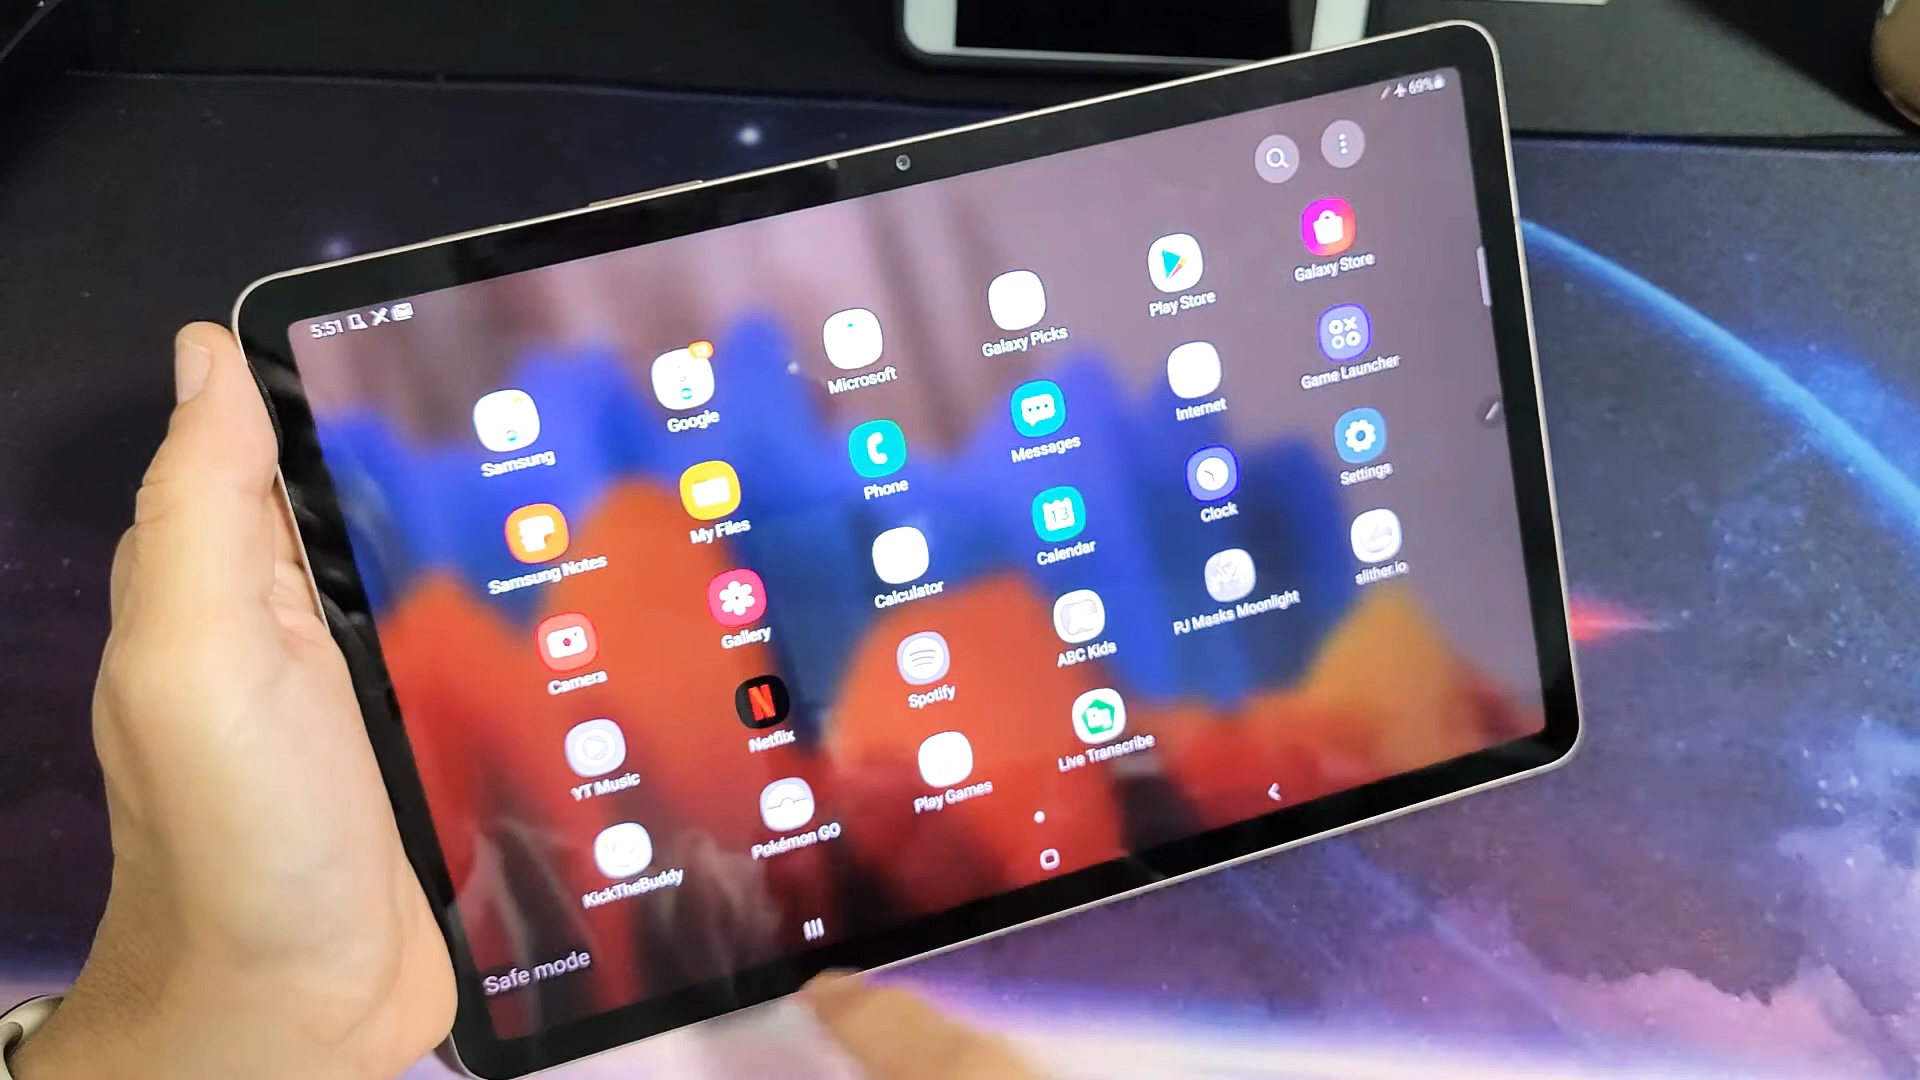 5:51
69%
Samsung
Google
Microsoft
Galaxy Picks
Play Store
Galaxy Store
Samsung Notes
My Files
Phone
Messages
Internet
Game Launcher
Camera
Gallery
Calculator
Calendar
13
Clock
Settings
YT Music
Netflix
N
Spotify
ABC Kids
PJ Masks Moonlight
slither.io
KickTheBuddy
Pokémon GO
Play Games
Live Transcribe
Safe mode